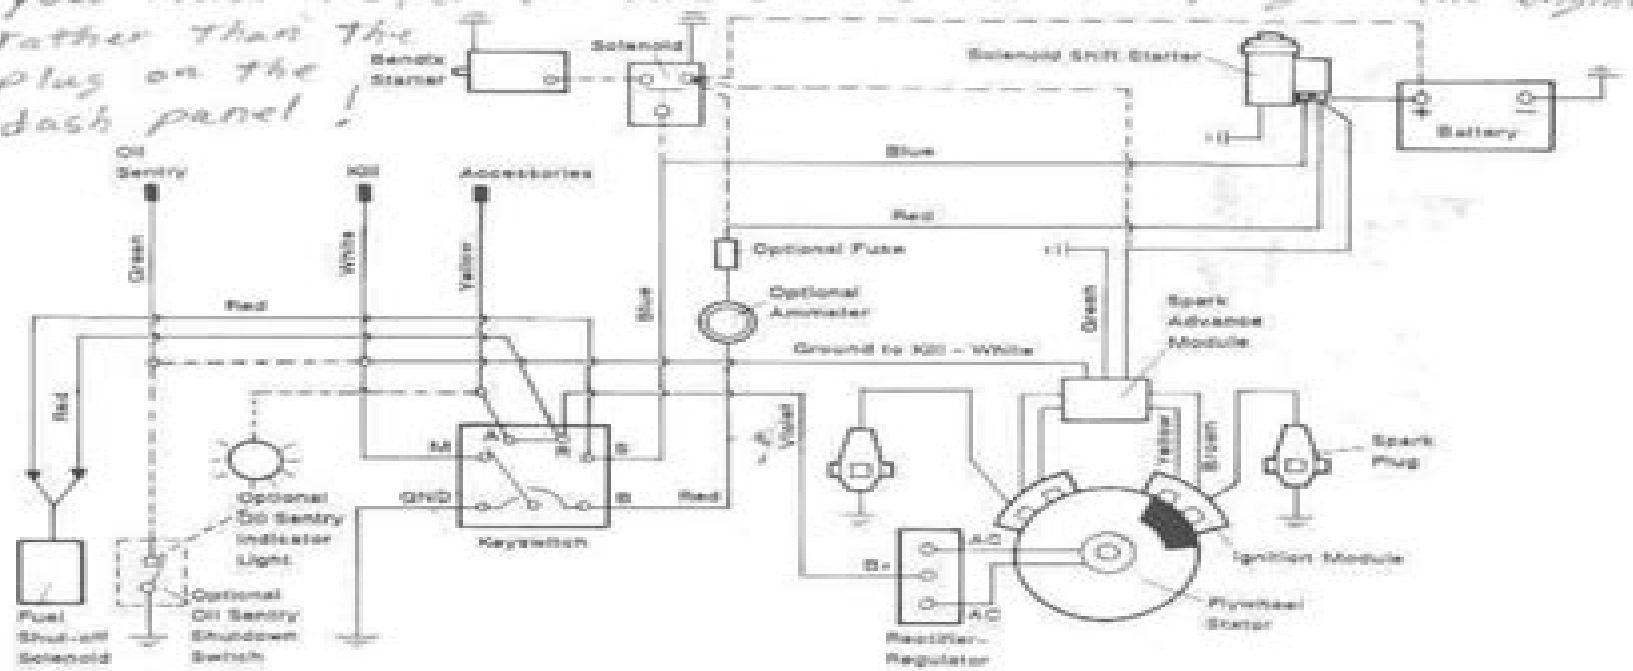 rather than the
plug on the
dash panel !
Bendix
Starter
Solenoid
Solenoid Shift Starter
Battery
Oil
Sentry
Kill
Accessories
Blue
Red
Green
White
Yellow
Blue
Optional Fuse
Optional
Ammeter
Green
Spark
Advance
Module
Red
Ground to Kill - White
Red
Violet
Yellow
Brown
Spark
Plug
M
A
R
S
GND
B
Red
Keyswitch
Optional
Oil Sentry
Indicator
Light
Optional
Oil Sentry
Shutdown
Switch
Fuel
Shut-off
Solenoid
B+
AC
AC
Rectifier-
Regulator
Ignition Module
Flywheel
Stator